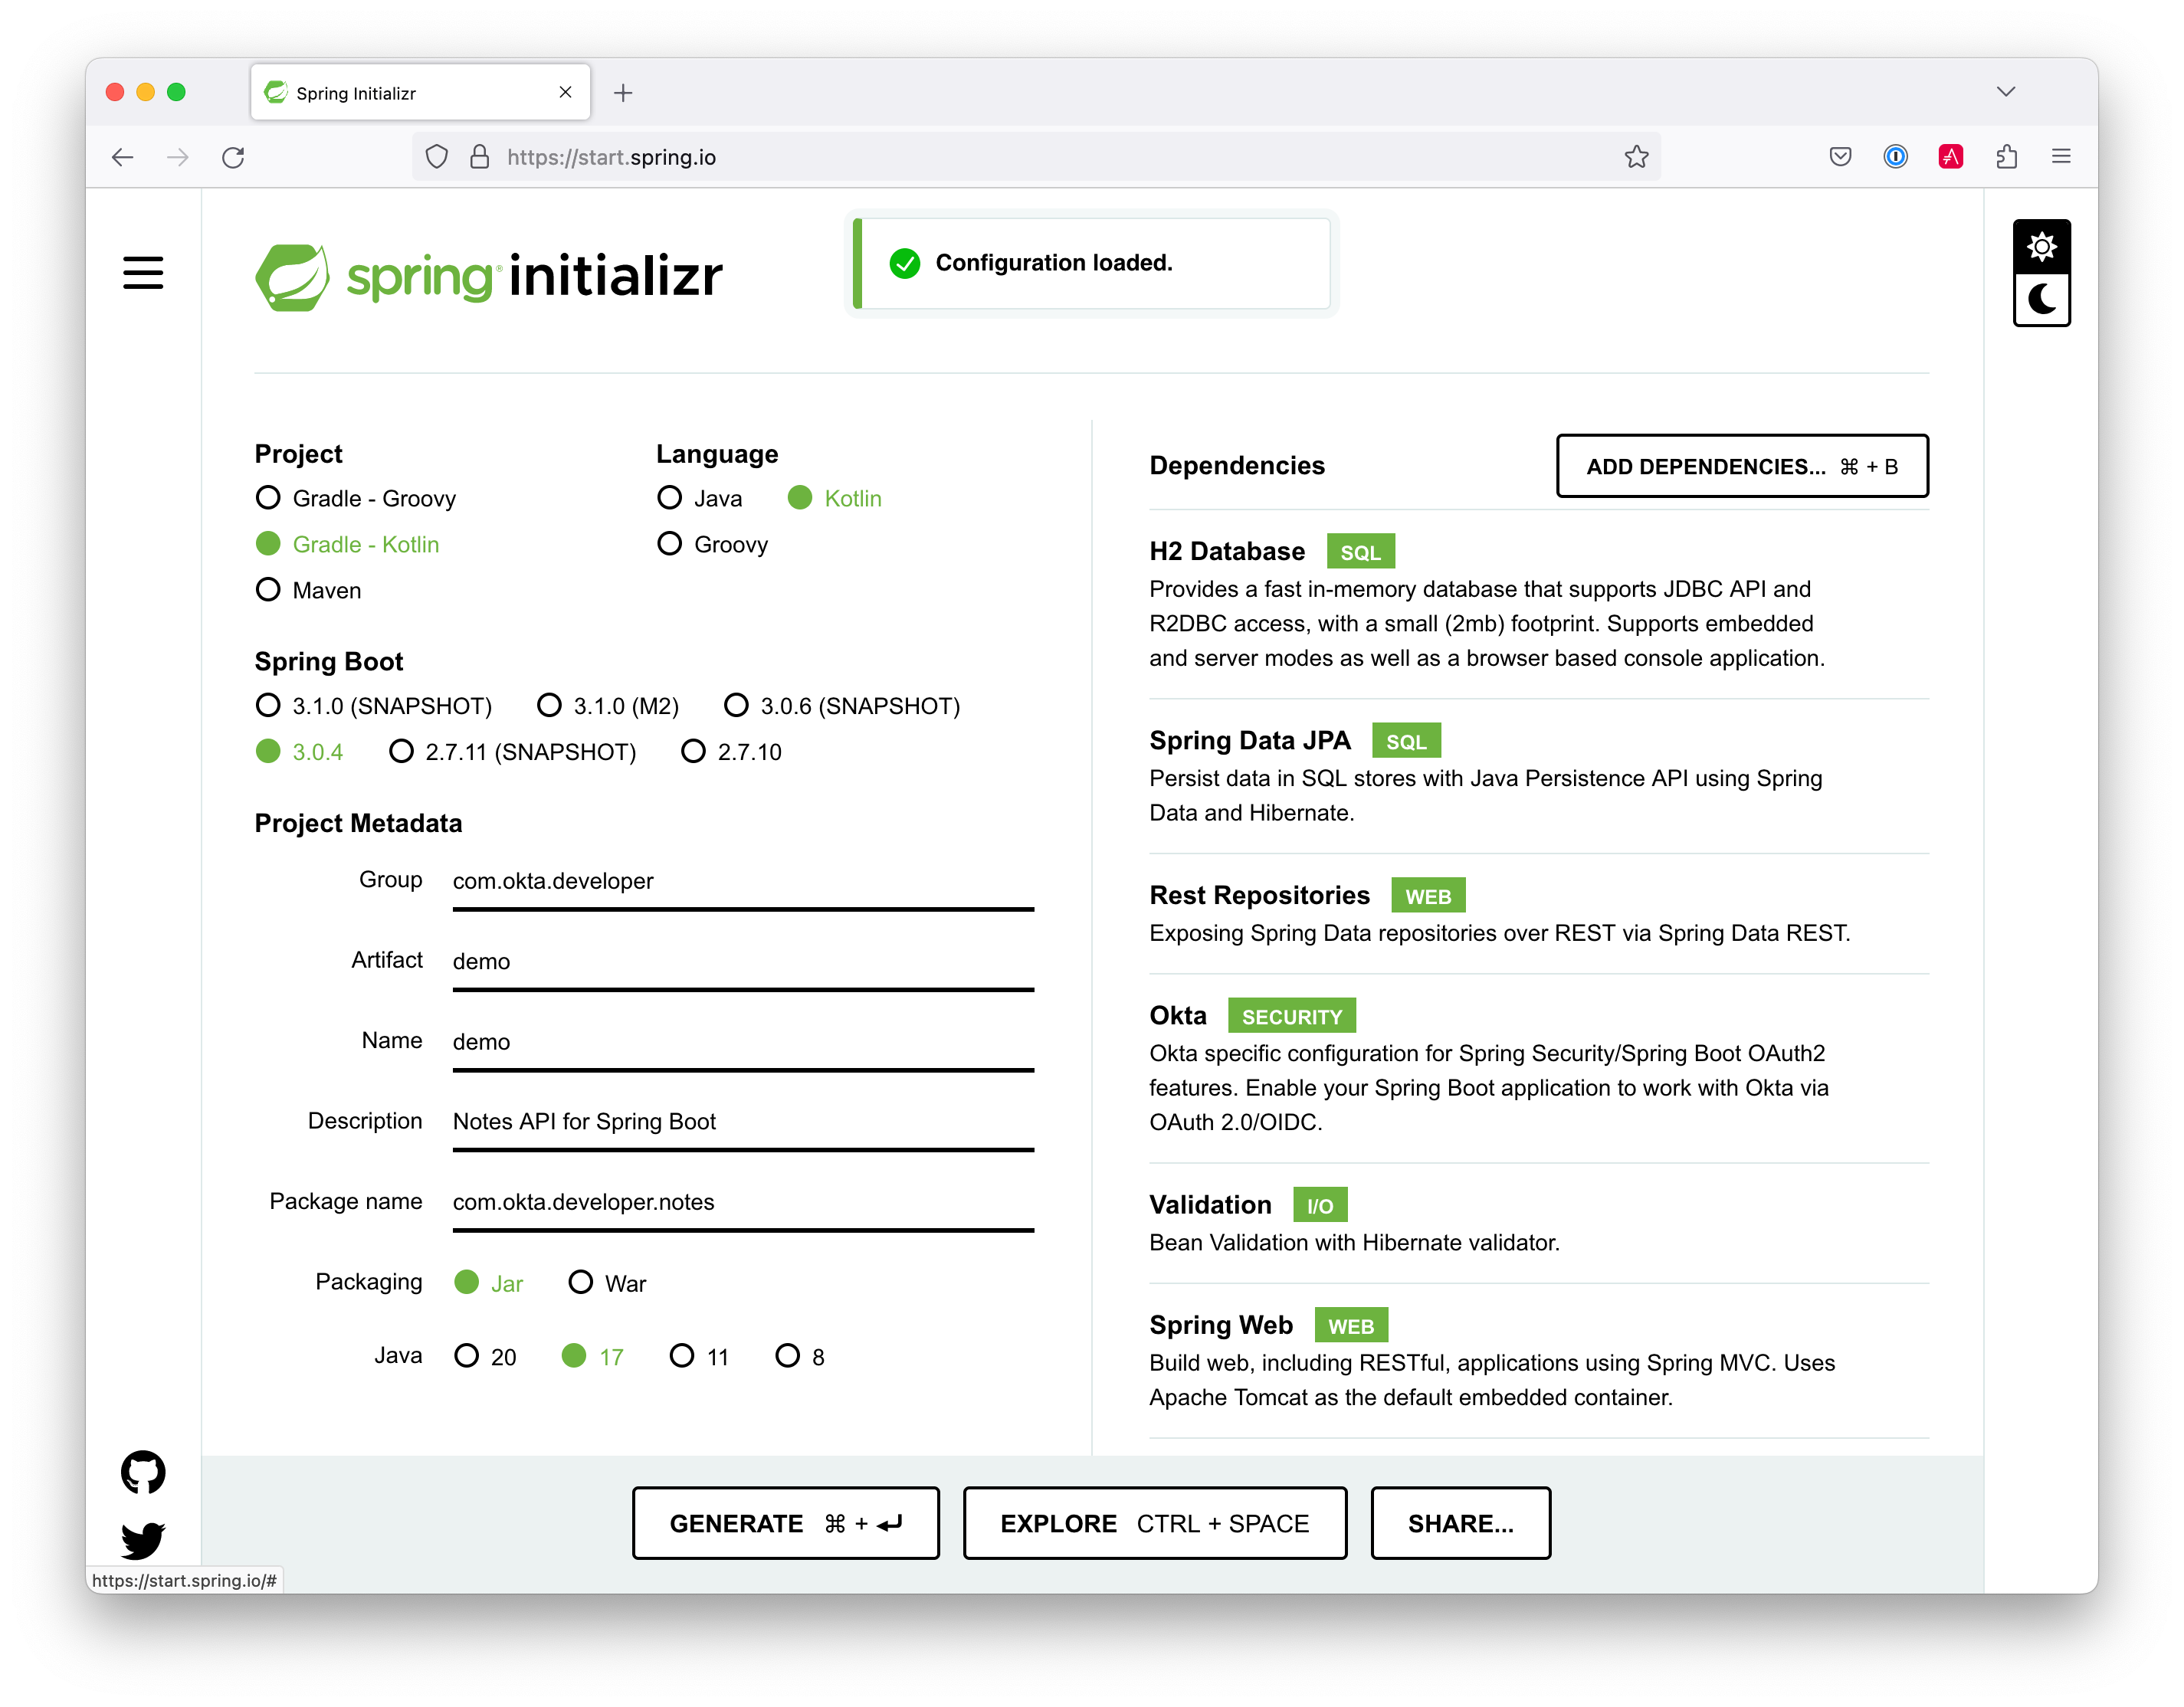 Spring Initializr
https://start.spring.io
spring initializr
Configuration loaded.
Project
Gradle - Groovy
Gradle - Kotlin
Maven
Language
Java Kotlin
Groovy
Spring Boot
3.1.0 (SNAPSHOT) 3.1.0 (M2) 3.0.6 (SNAPSHOT)
3.0.4 2.7.11 (SNAPSHOT) 2.7.10
Project Metadata
Group com.okta.developer
Artifact demo
Name demo
Description Notes API for Spring Boot
Package name com.okta.developer.notes
Packaging Jar War
Java 20 17 11 8
Dependencies
ADD DEPENDENCIES... ⌘ + B
H2 Database SQL
Provides a fast in-memory database that supports JDBC API and
R2DBC access, with a small (2mb) footprint. Supports embedded
and server modes as well as a browser based console application.
Spring Data JPA SQL
Persist data in SQL stores with Java Persistence API using Spring
Data and Hibernate.
Rest Repositories WEB
Exposing Spring Data repositories over REST via Spring Data REST.
Okta SECURITY
Okta specific configuration for Spring Security/Spring Boot OAuth2
features. Enable your Spring Boot application to work with Okta via
OAuth 2.0/OIDC.
Validation I/O
Bean Validation with Hibernate validator.
Spring Web WEB
Build web, including RESTful, applications using Spring MVC. Uses
Apache Tomcat as the default embedded container.
GENERATE ⌘ + ⏎
EXPLORE CTRL + SPACE
SHARE...
https://start.spring.io/#